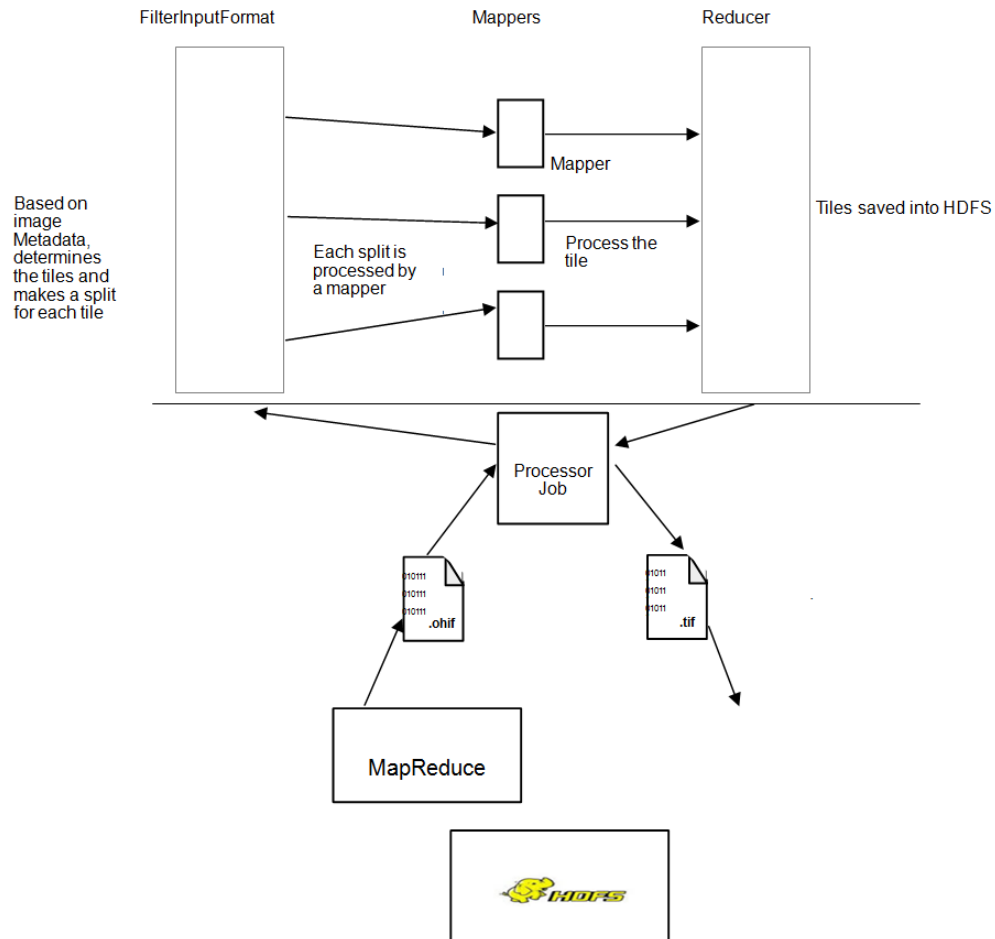 FilterInputFormat
Mappers
Reducer
Mapper
Based on
image
Metadata,
determines
the tiles and
makes a split
for each tile
Each split is
processed by
a mapper
Process the
tile
Tiles saved into HDFS
Processor
Job
010111
010111
010111
.ohif
01011
01011
01011
.tif
MapReduce
HDFS